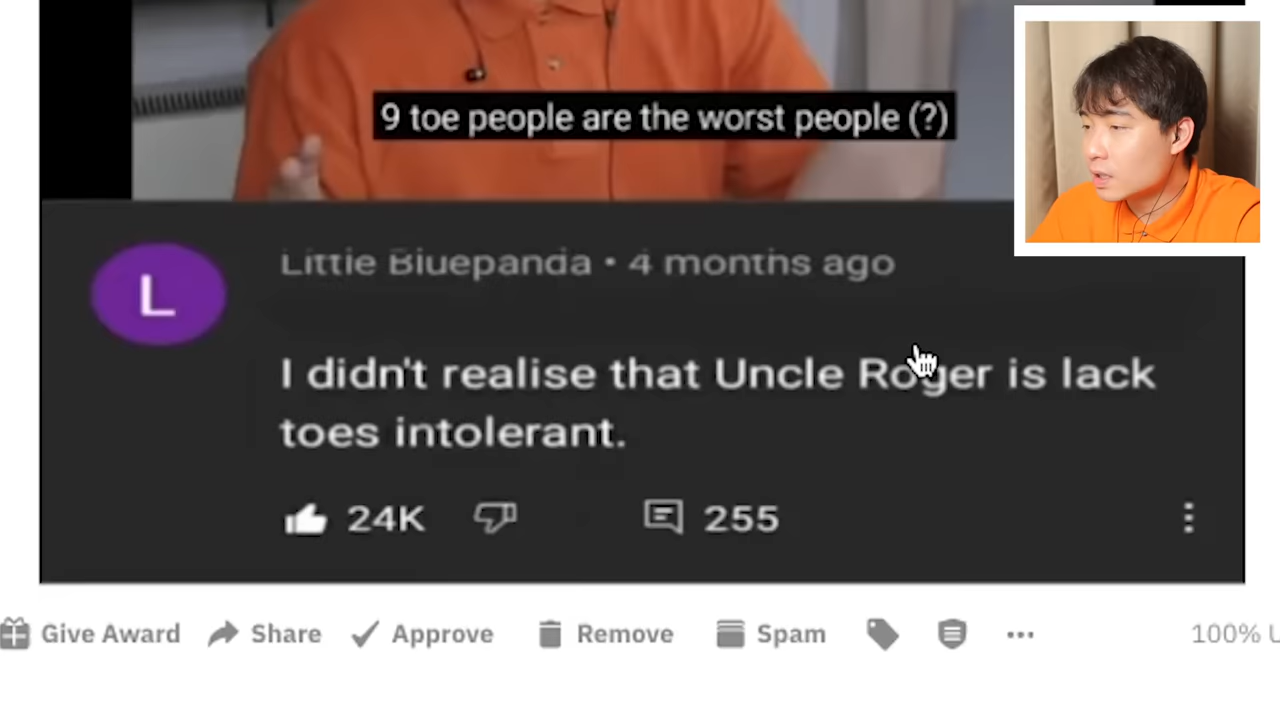 9 toe people are the worst people (?)
Little Bluepanda • 4 months ago
L
I didn't realise that Uncle Roger is lack
toes intolerant.
24K 255
Give Award Share Approve Remove Spam 100% U